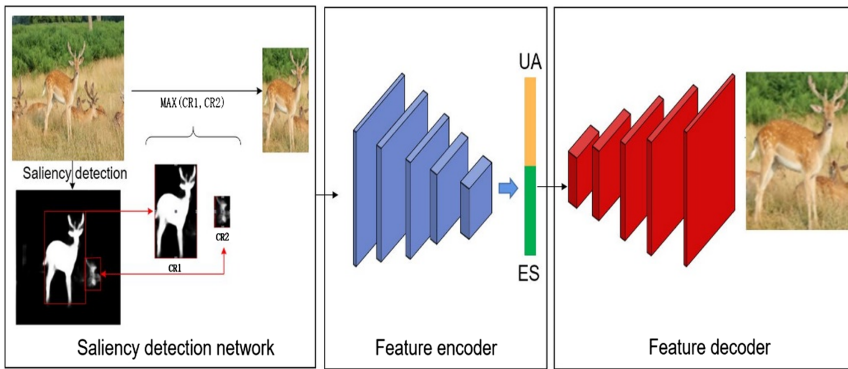 MAX(CR1,CR2)
Saliency detection
CR1
CR2
Saliency detection network
UA
ES
Feature encoder
Feature decoder